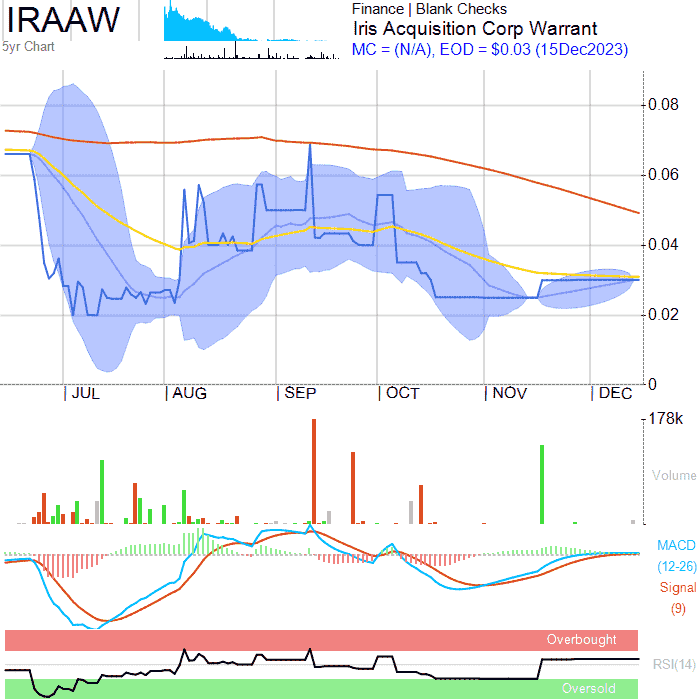 IRAAW
5yr Chart
Finance | Blank Checks
Iris Acquisition Corp Warrant
MC = (N/A), EOD = $0.03 (15Dec2023)
0.08
0.06
0.04
0.02
0
JUL AUG SEP OCT NOV DEC
178k
Volume
MACD
(12-26)
Signal
(9)
Overbought
RSI(14)
Oversold